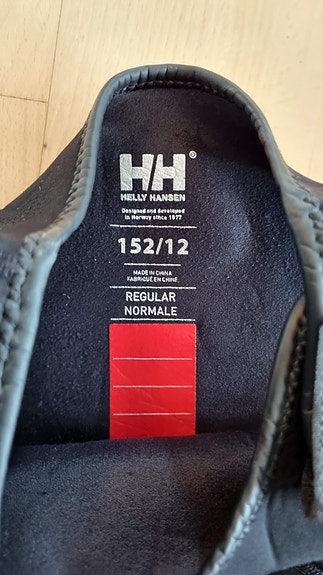 HH®
HELLY HANSEN
Designed and developed
in Norway since 1877
152/12
MADE IN CHINA
FABRIQUÉ EN CHINE
REGULAR
NORMALE